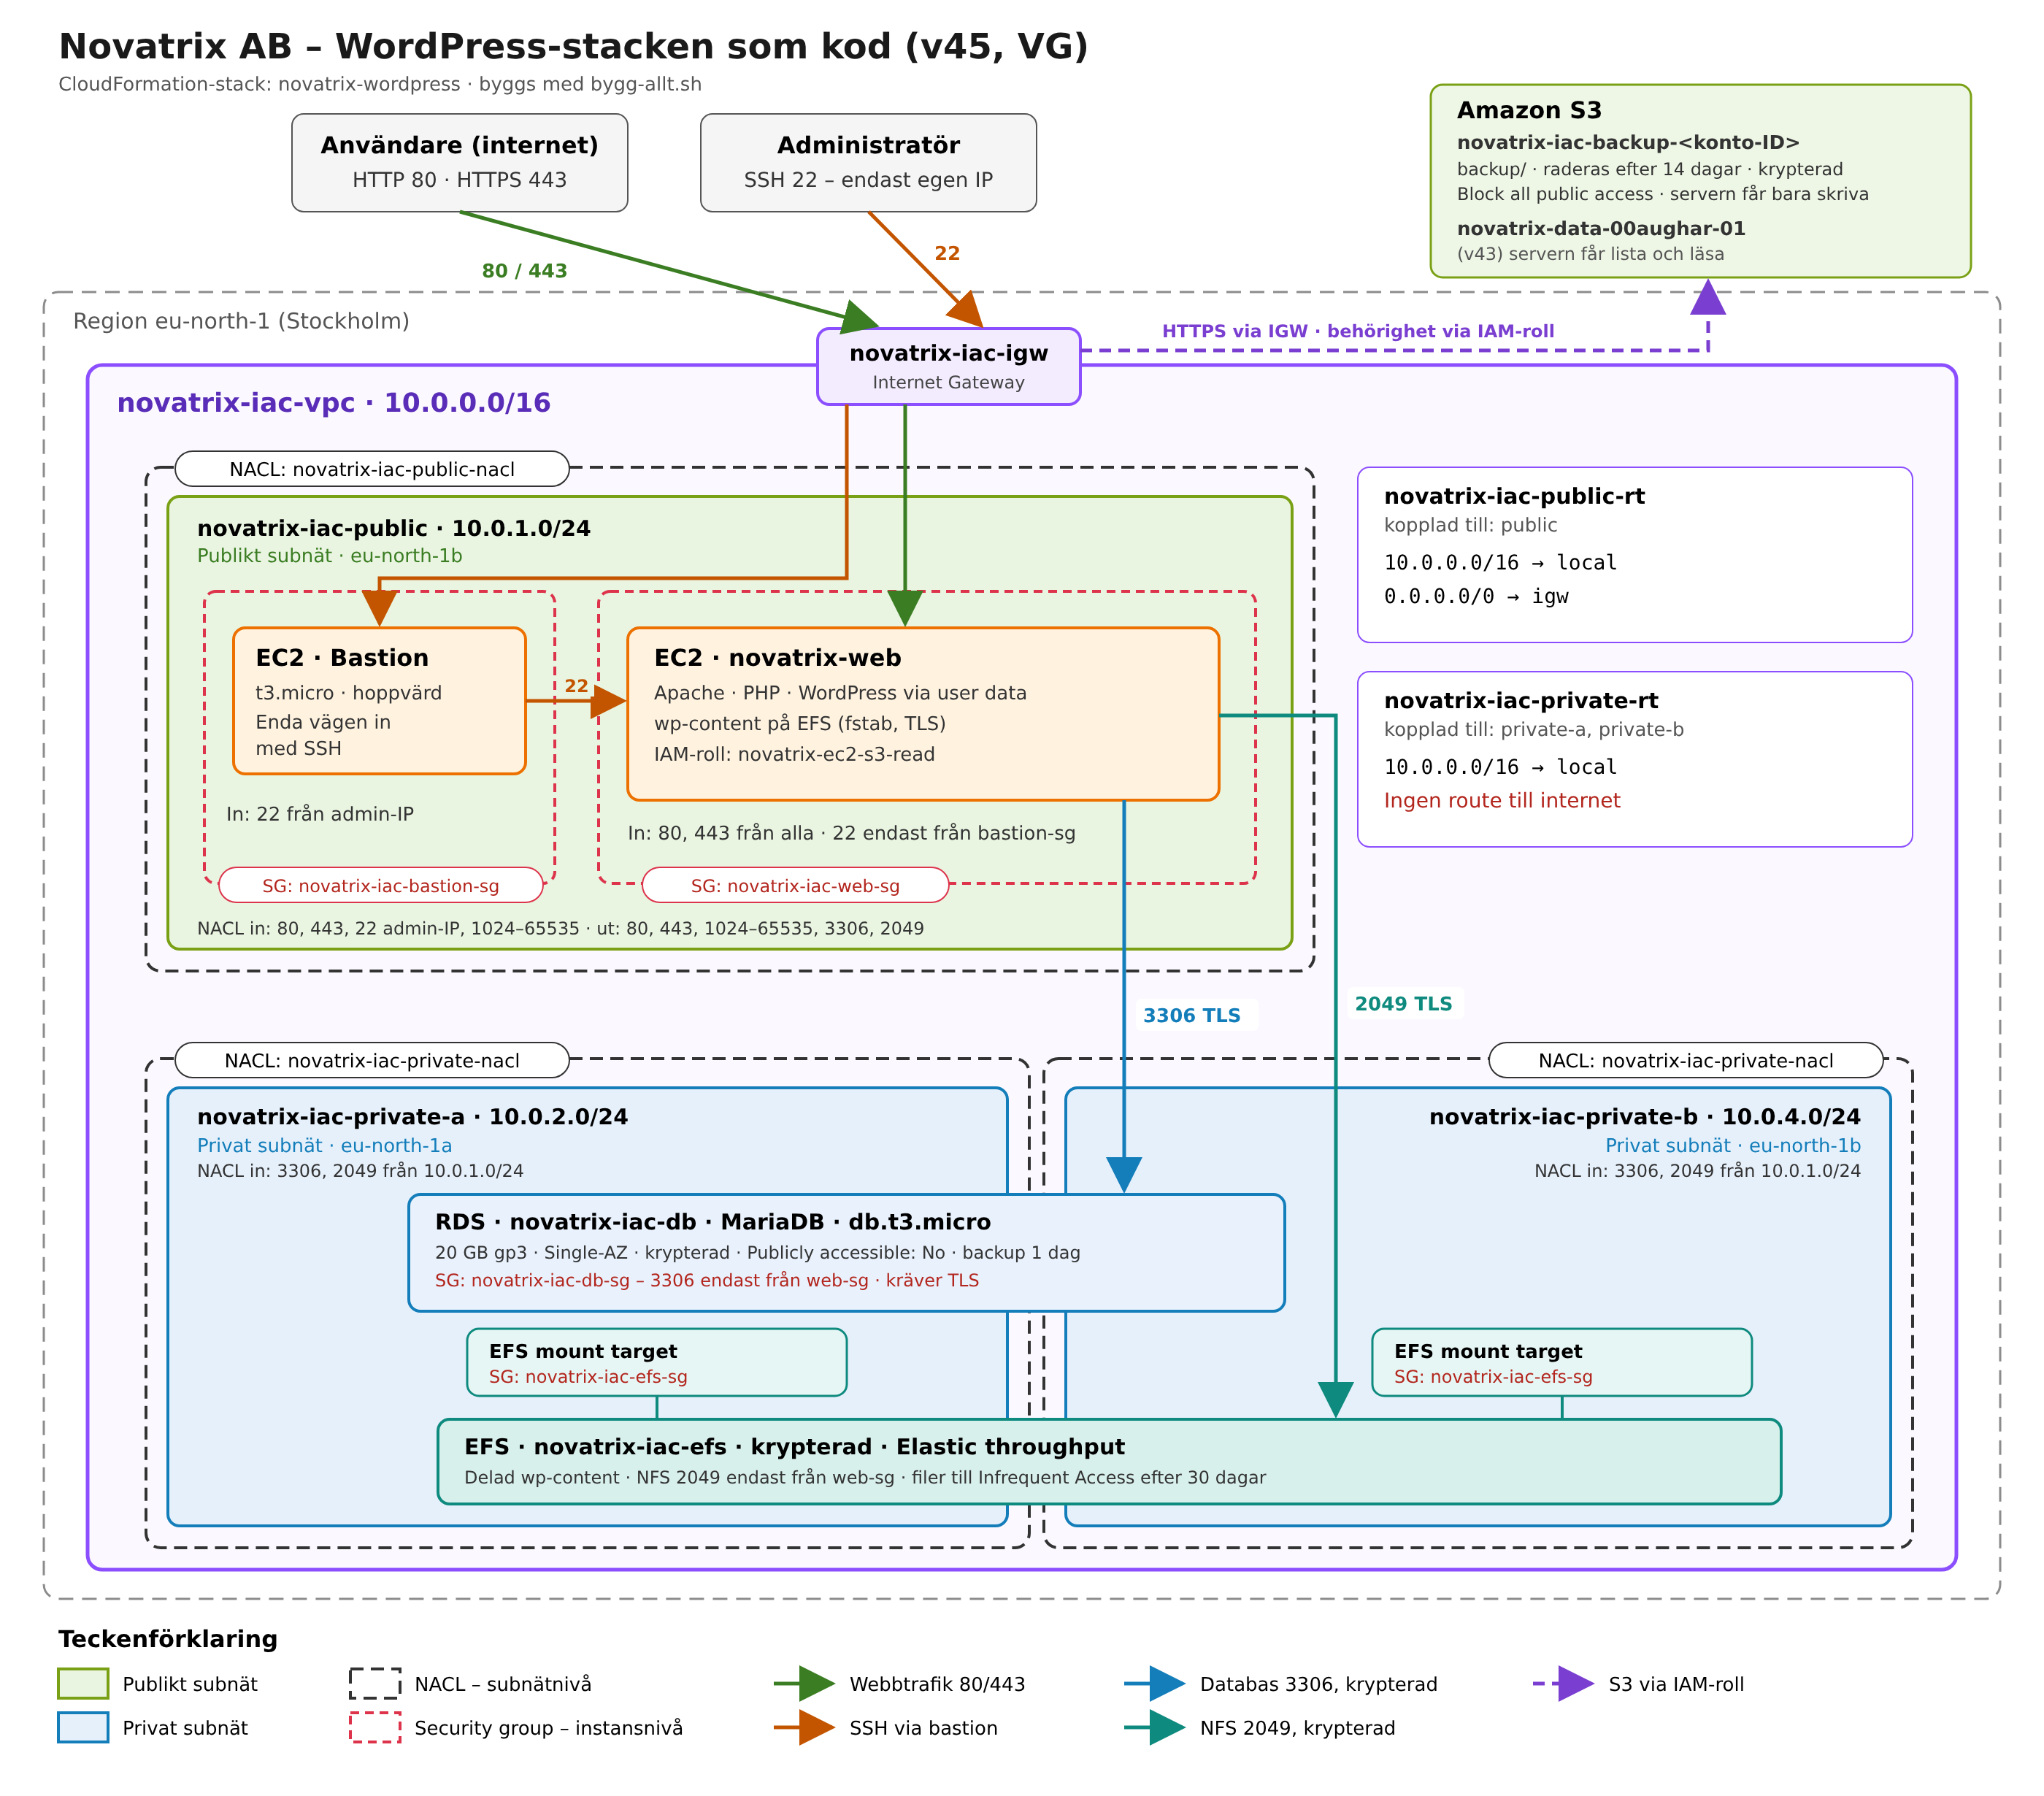 Novatrix AB – WordPress-stacken som kod (v45, VG)
CloudFormation-stack: novatrix-wordpress · byggs med bygg-allt.sh
Användare (internet)
HTTP 80 · HTTPS 443
Administratör
SSH 22 – endast egen IP
Amazon S3
novatrix-iac-backup-<konto-ID>
backup/ · raderas efter 14 dagar · krypterad
Block all public access · servern får bara skriva
novatrix-data-00aughar-01
(v43) servern får lista och läsa
80 / 443
22
Region eu-north-1 (Stockholm)
HTTPS via IGW · behörighet via IAM-roll
novatrix-iac-igw
Internet Gateway
novatrix-iac-vpc · 10.0.0.0/16
NACL: novatrix-iac-public-nacl
novatrix-iac-public · 10.0.1.0/24
Publikt subnät · eu-north-1b
EC2 · Bastion
t3.micro · hoppvärd
Enda vägen in
med SSH
In: 22 från admin-IP
SG: novatrix-iac-bastion-sg
22
EC2 · novatrix-web
Apache · PHP · WordPress via user data
wp-content på EFS (fstab, TLS)
IAM-roll: novatrix-ec2-s3-read
In: 80, 443 från alla · 22 endast från bastion-sg
SG: novatrix-iac-web-sg
NACL in: 80, 443, 22 admin-IP, 1024–65535 · ut: 80, 443, 1024–65535, 3306, 2049
novatrix-iac-public-rt
kopplad till: public
10.0.0.0/16 → local
0.0.0.0/0 → igw
novatrix-iac-private-rt
kopplad till: private-a, private-b
10.0.0.0/16 → local
Ingen route till internet
3306 TLS
2049 TLS
NACL: novatrix-iac-private-nacl
novatrix-iac-private-a · 10.0.2.0/24
Privat subnät · eu-north-1a
NACL in: 3306, 2049 från 10.0.1.0/24
NACL: novatrix-iac-private-nacl
novatrix-iac-private-b · 10.0.4.0/24
Privat subnät · eu-north-1b
NACL in: 3306, 2049 från 10.0.1.0/24
RDS · novatrix-iac-db · MariaDB · db.t3.micro
20 GB gp3 · Single-AZ · krypterad · Publicly accessible: No · backup 1 dag
SG: novatrix-iac-db-sg – 3306 endast från web-sg · kräver TLS
EFS mount target
SG: novatrix-iac-efs-sg
EFS mount target
SG: novatrix-iac-efs-sg
EFS · novatrix-iac-efs · krypterad · Elastic throughput
Delad wp-content · NFS 2049 endast från web-sg · filer till Infrequent Access efter 30 dagar
Teckenförklaring
Publikt subnät
NACL – subnätnivå
Webbtrafik 80/443
Databas 3306, krypterad
S3 via IAM-roll
Privat subnät
Security group – instansnivå
SSH via bastion
NFS 2049, krypterad